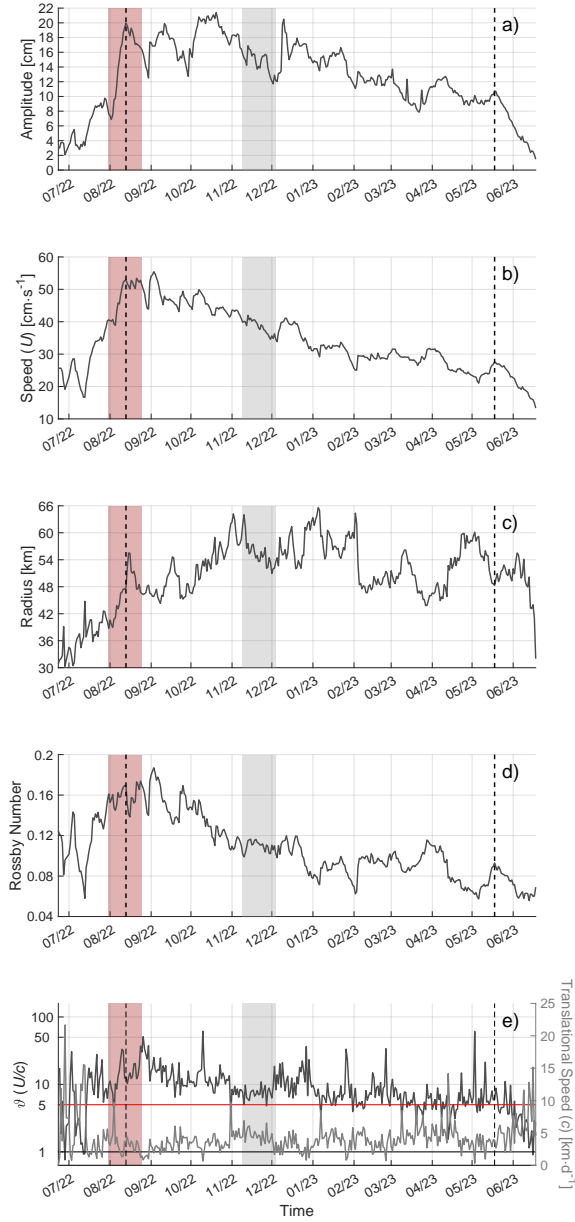 a)
Amplitude [cm]
22
20
18
16
14
12
10
8
6
4
2
0
07/22 08/22 09/22 10/22 11/22 12/22 01/23 02/23 03/23 04/23 05/23 06/23
b)
Speed (U) [cm·s⁻¹]
60
50
40
30
20
10
07/22 08/22 09/22 10/22 11/22 12/22 01/23 02/23 03/23 04/23 05/23 06/23
c)
Radius [km]
66
60
54
48
42
36
30
07/22 08/22 09/22 10/22 11/22 12/22 01/23 02/23 03/23 04/23 05/23 06/23
d)
Rossby Number
0.2
0.16
0.12
0.08
0.04
07/22 08/22 09/22 10/22 11/22 12/22 01/23 02/23 03/23 04/23 05/23 06/23
e)
ϑ (U/c)
100
50
10
5
1
25
20
15
10
5
0
Translational Speed (c) [km·d⁻¹]
07/22 08/22 09/22 10/22 11/22 12/22 01/23 02/23 03/23 04/23 05/23 06/23
Time